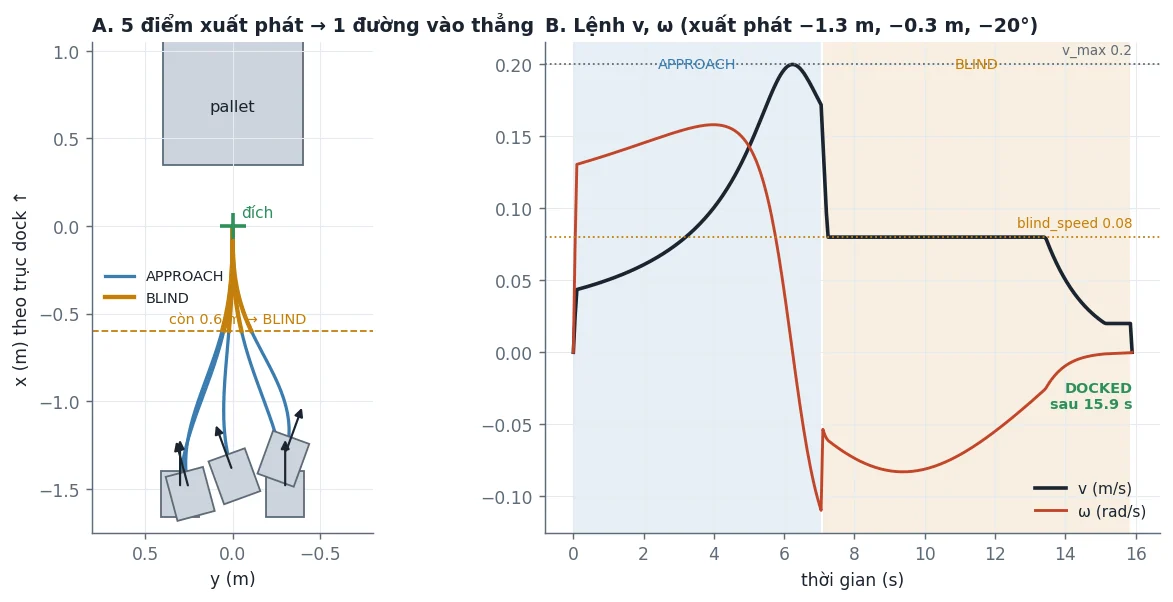 A. 5 điểm xuất phát → 1 đường vào thẳng
B. Lệnh v, ω (xuất phát −1.3 m, −0.3 m, −20°)
x (m) theo trục dock ↑
1.0
0.5
0.0
−0.5
−1.0
−1.5
pallet
đích
APPROACH
BLIND
còn 0.6 m → BLIND
0.5
0.0
−0.5
y (m)
0.20
0.15
0.10
0.05
0.00
−0.05
−0.10
v_max 0.2
APPROACH
BLIND
blind_speed 0.08
DOCKED
sau 15.9 s
v (m/s)
ω (rad/s)
0
2
4
6
8
10
12
14
16
thời gian (s)